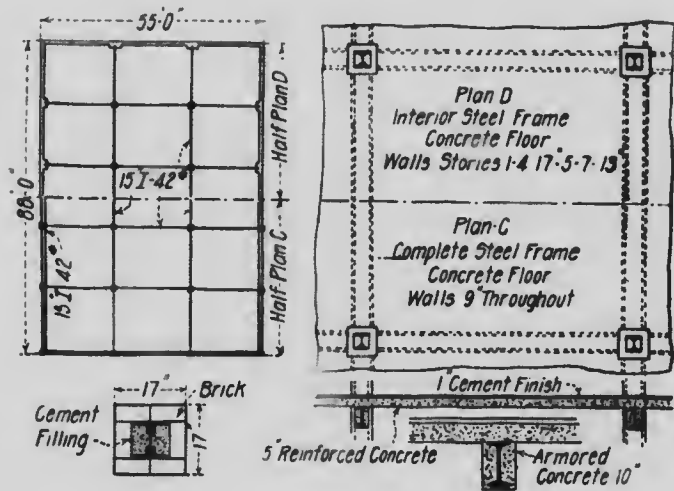 55'-0"
88'-0"
Half Plan D
Half Plan C
15"I-42#
15"I-42#
Plan D
Interior Steel Frame
Concrete Floor
Walls Stories 1-4 17"-5-7-13"
Plan-C
Complete Steel Frame
Concrete Floor
Walls 9" Throughout
17"
17"
Brick
Cement
Filling
1" Cement Finish
5" Reinforced Concrete
Armored
Concrete 10"